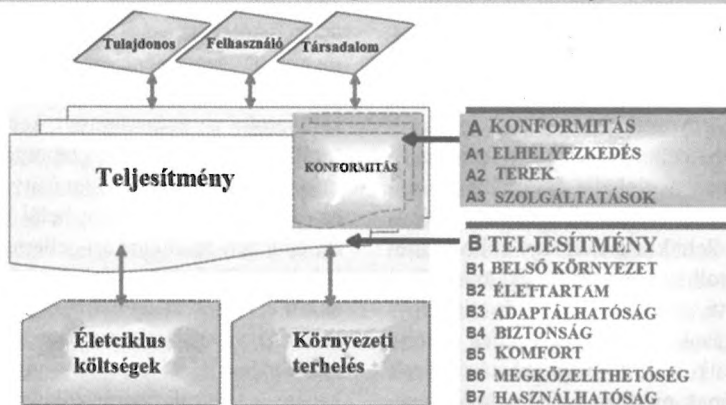 Tulajdonos
Felhasználó
Társadalom
Teljesítmény
KONFORMITÁS
A KONFORMITÁS
A1 ELHELYEZKEDÉS
A2 TEREK
A3 SZOLGÁLTATÁSOK
B TELJESÍTMÉNY
B1 BELSŐ KÖRNYEZET
B2 ÉLETTARTAM
B3 ADAPTÁLHATÓSÁG
B4 BIZTONSÁG
B5 KOMFORT
B6 MEGKÖZELÍTHETŐSÉG
B7 HASZNÁLHATÓSÁG
Életciklus
költségek
Környezeti
terhelés